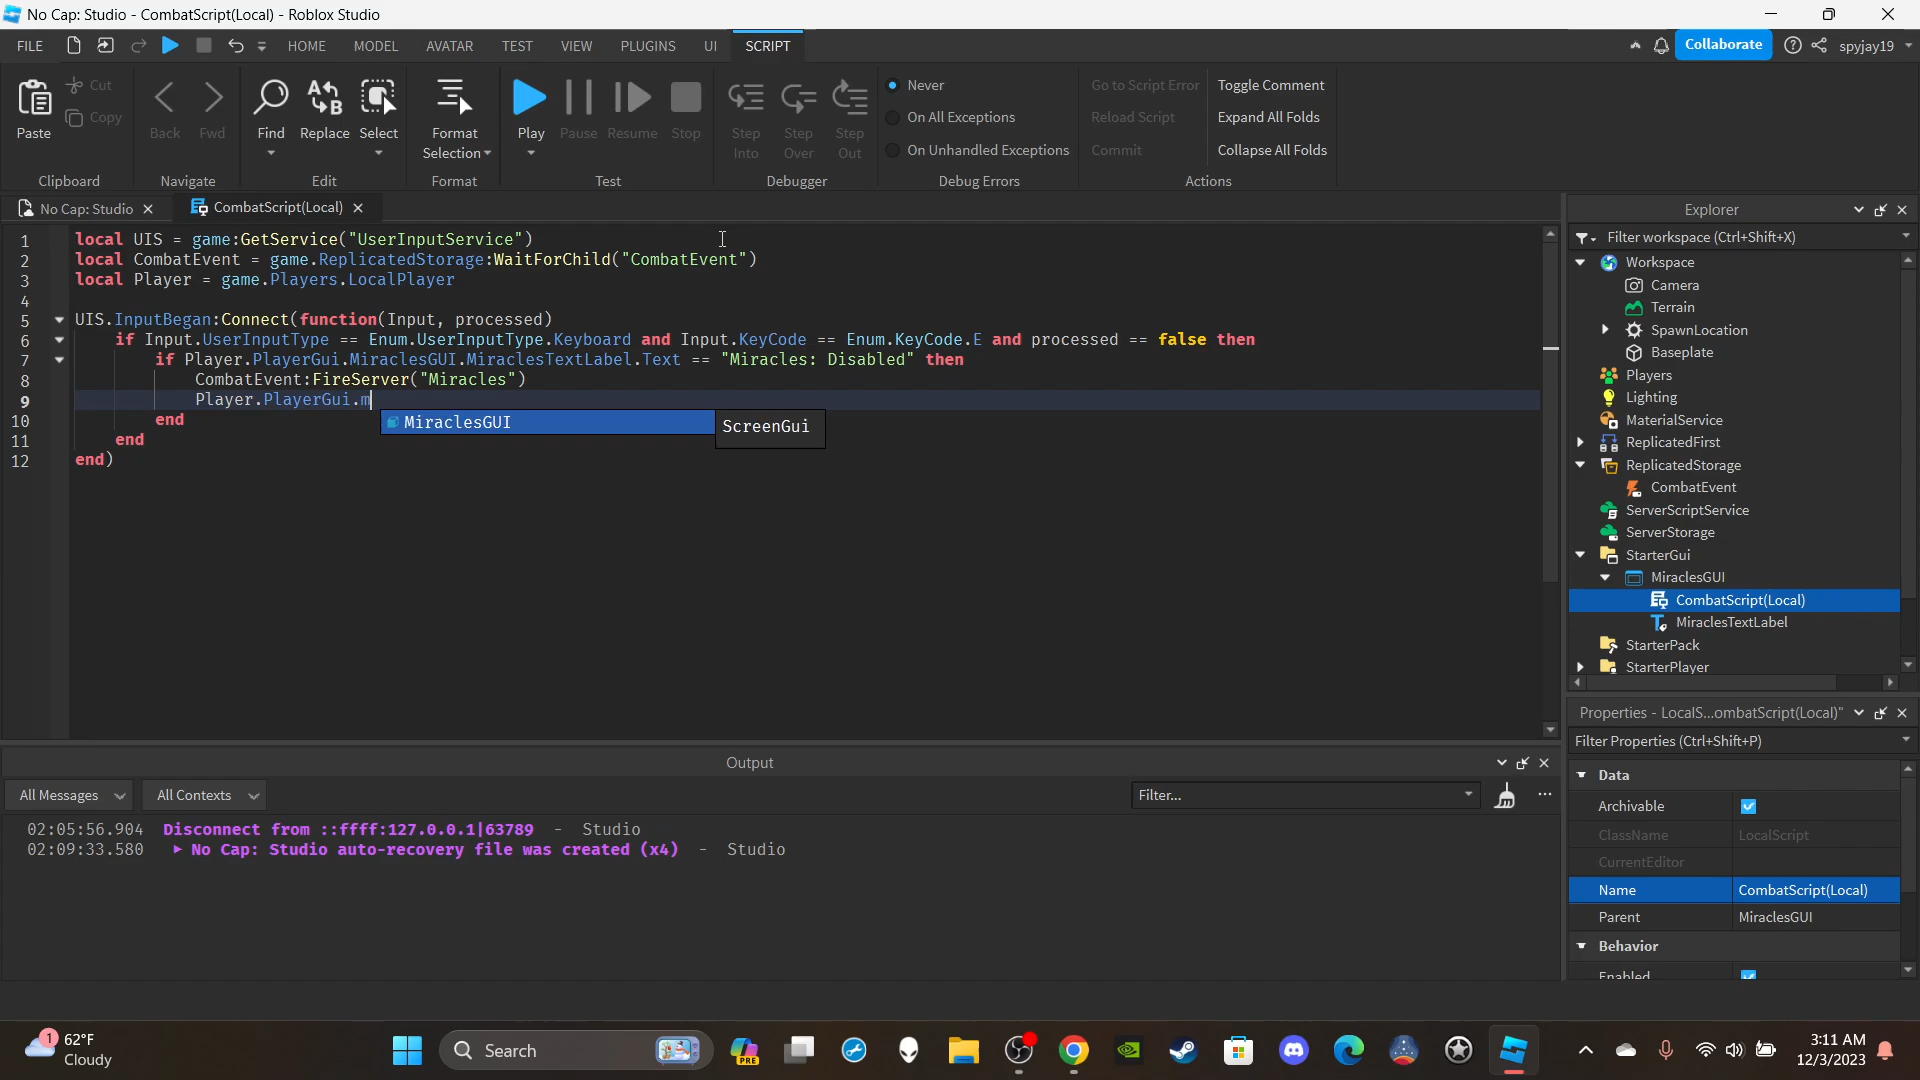 No Cap: Studio - CombatScript(Local) - Roblox Studio
FILE HOME MODEL AVATAR TEST VIEW PLUGINS UI SCRIPT Collaborate spyjay19
Paste Cut Copy Back Fwd Find Replace Select Format Selection Play Pause Resume Stop Step Into Step Over Step Out
Never
On All Exceptions
On Unhandled Exceptions
Go to Script Error
Reload Script
Commit
Toggle Comment
Expand All Folds
Collapse All Folds
Clipboard Navigate Edit Format Test Debugger Debug Errors Actions
No Cap: Studio CombatScript(Local)
1 local UIS = game:GetService("UserInputService")
2 local CombatEvent = game.ReplicatedStorage:WaitForChild("CombatEvent")
3 local Player = game.Players.LocalPlayer
4
5 UIS.InputBegan:Connect(function(Input, processed)
6 if Input.UserInputType == Enum.UserInputType.Keyboard and Input.KeyCode == Enum.KeyCode.E and processed == false then
7 if Player.PlayerGui.MiraclesGUI.MiraclesTextLabel.Text == "Miracles: Disabled" then
8 CombatEvent:FireServer("Miracles")
9 Player.PlayerGui.m
10 end
11 end
12 end)
MiraclesGUI
ScreenGui
Explorer
Filter workspace (Ctrl+Shift+X)
Workspace
Camera
Terrain
SpawnLocation
Baseplate
Players
Lighting
MaterialService
ReplicatedFirst
ReplicatedStorage
CombatEvent
ServerScriptService
ServerStorage
StarterGui
MiraclesGUI
CombatScript(Local)
MiraclesTextLabel
StarterPack
StarterPlayer
Properties - LocalS...ombatScript(Local)"
Filter Properties (Ctrl+Shift+P)
Data
Archivable
ClassName LocalScript
CurrentEditor
Name CombatScript(Local)
Parent MiraclesGUI
Behavior
Enabled
Output
All Messages All Contexts Filter...
02:05:56.904 Disconnect from ::ffff:127.0.0.1|63789 - Studio
02:09:33.580 ▶ No Cap: Studio auto-recovery file was created (x4) - Studio
1
62°F
Cloudy
Search
PRE
3:11 AM
12/3/2023